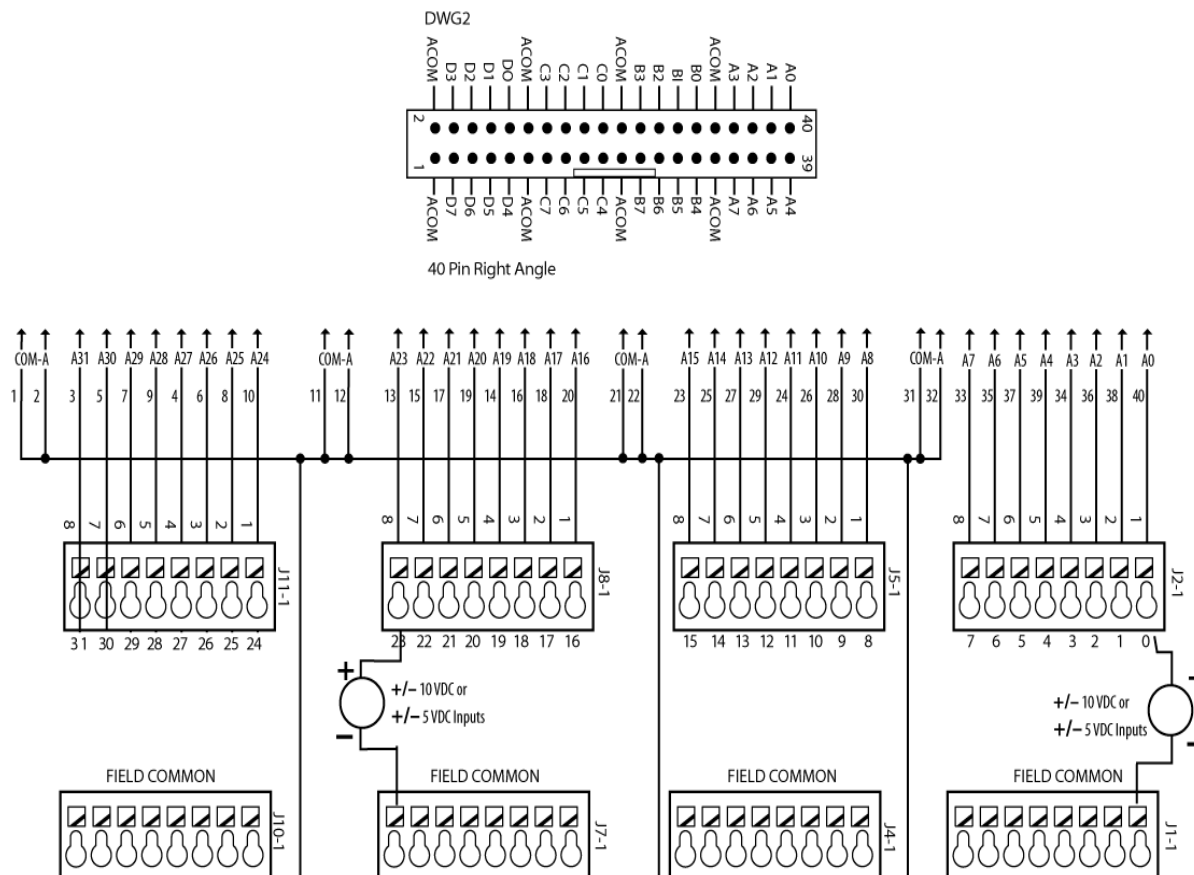 DWG2
ACOM D3 D2 D1 DO ACOM C3 C2 C1 C0 ACOM B3 B2 BI B0 ACOM A3 A2 A1 A0
2 40
1 39
ACOM D7 D6 D5 D4 ACOM C7 C6 C5 C4 ACOM B7 B6 B5 B4 ACOM A7 A6 A5 A4
40 Pin Right Angle
COM-A A31 A30 A29 A28 A27 A26 A25 A24 COM-A A23 A22 A21 A20 A19 A18 A17 A16 COM-A A15 A14 A13 A12 A11 A10 A9 A8 COM-A A7 A6 A5 A4 A3 A2 A1 A0
1 2 3 5 7 9 4 6 8 10 11 12 13 15 17 19 14 16 18 20 21 22 23 25 27 29 24 26 28 30 31 32 33 35 37 39 34 36 38 40
8 7 6 5 4 3 2 1 8 7 6 5 4 3 2 1 8 7 6 5 4 3 2 1 8 7 6 5 4 3 2 1
J11-1 J8-1 J5-1 J2-1
31 30 29 28 27 26 25 24 23 22 21 20 19 18 17 16 15 14 13 12 11 10 9 8 7 6 5 4 3 2 1 0
+ +/- 10 VDC or
+/- 5 VDC Inputs
–
+/- 10 VDC or
+/- 5 VDC Inputs
–
FIELD COMMON FIELD COMMON FIELD COMMON FIELD COMMON
J10-1 J7-1 J4-1 J1-1